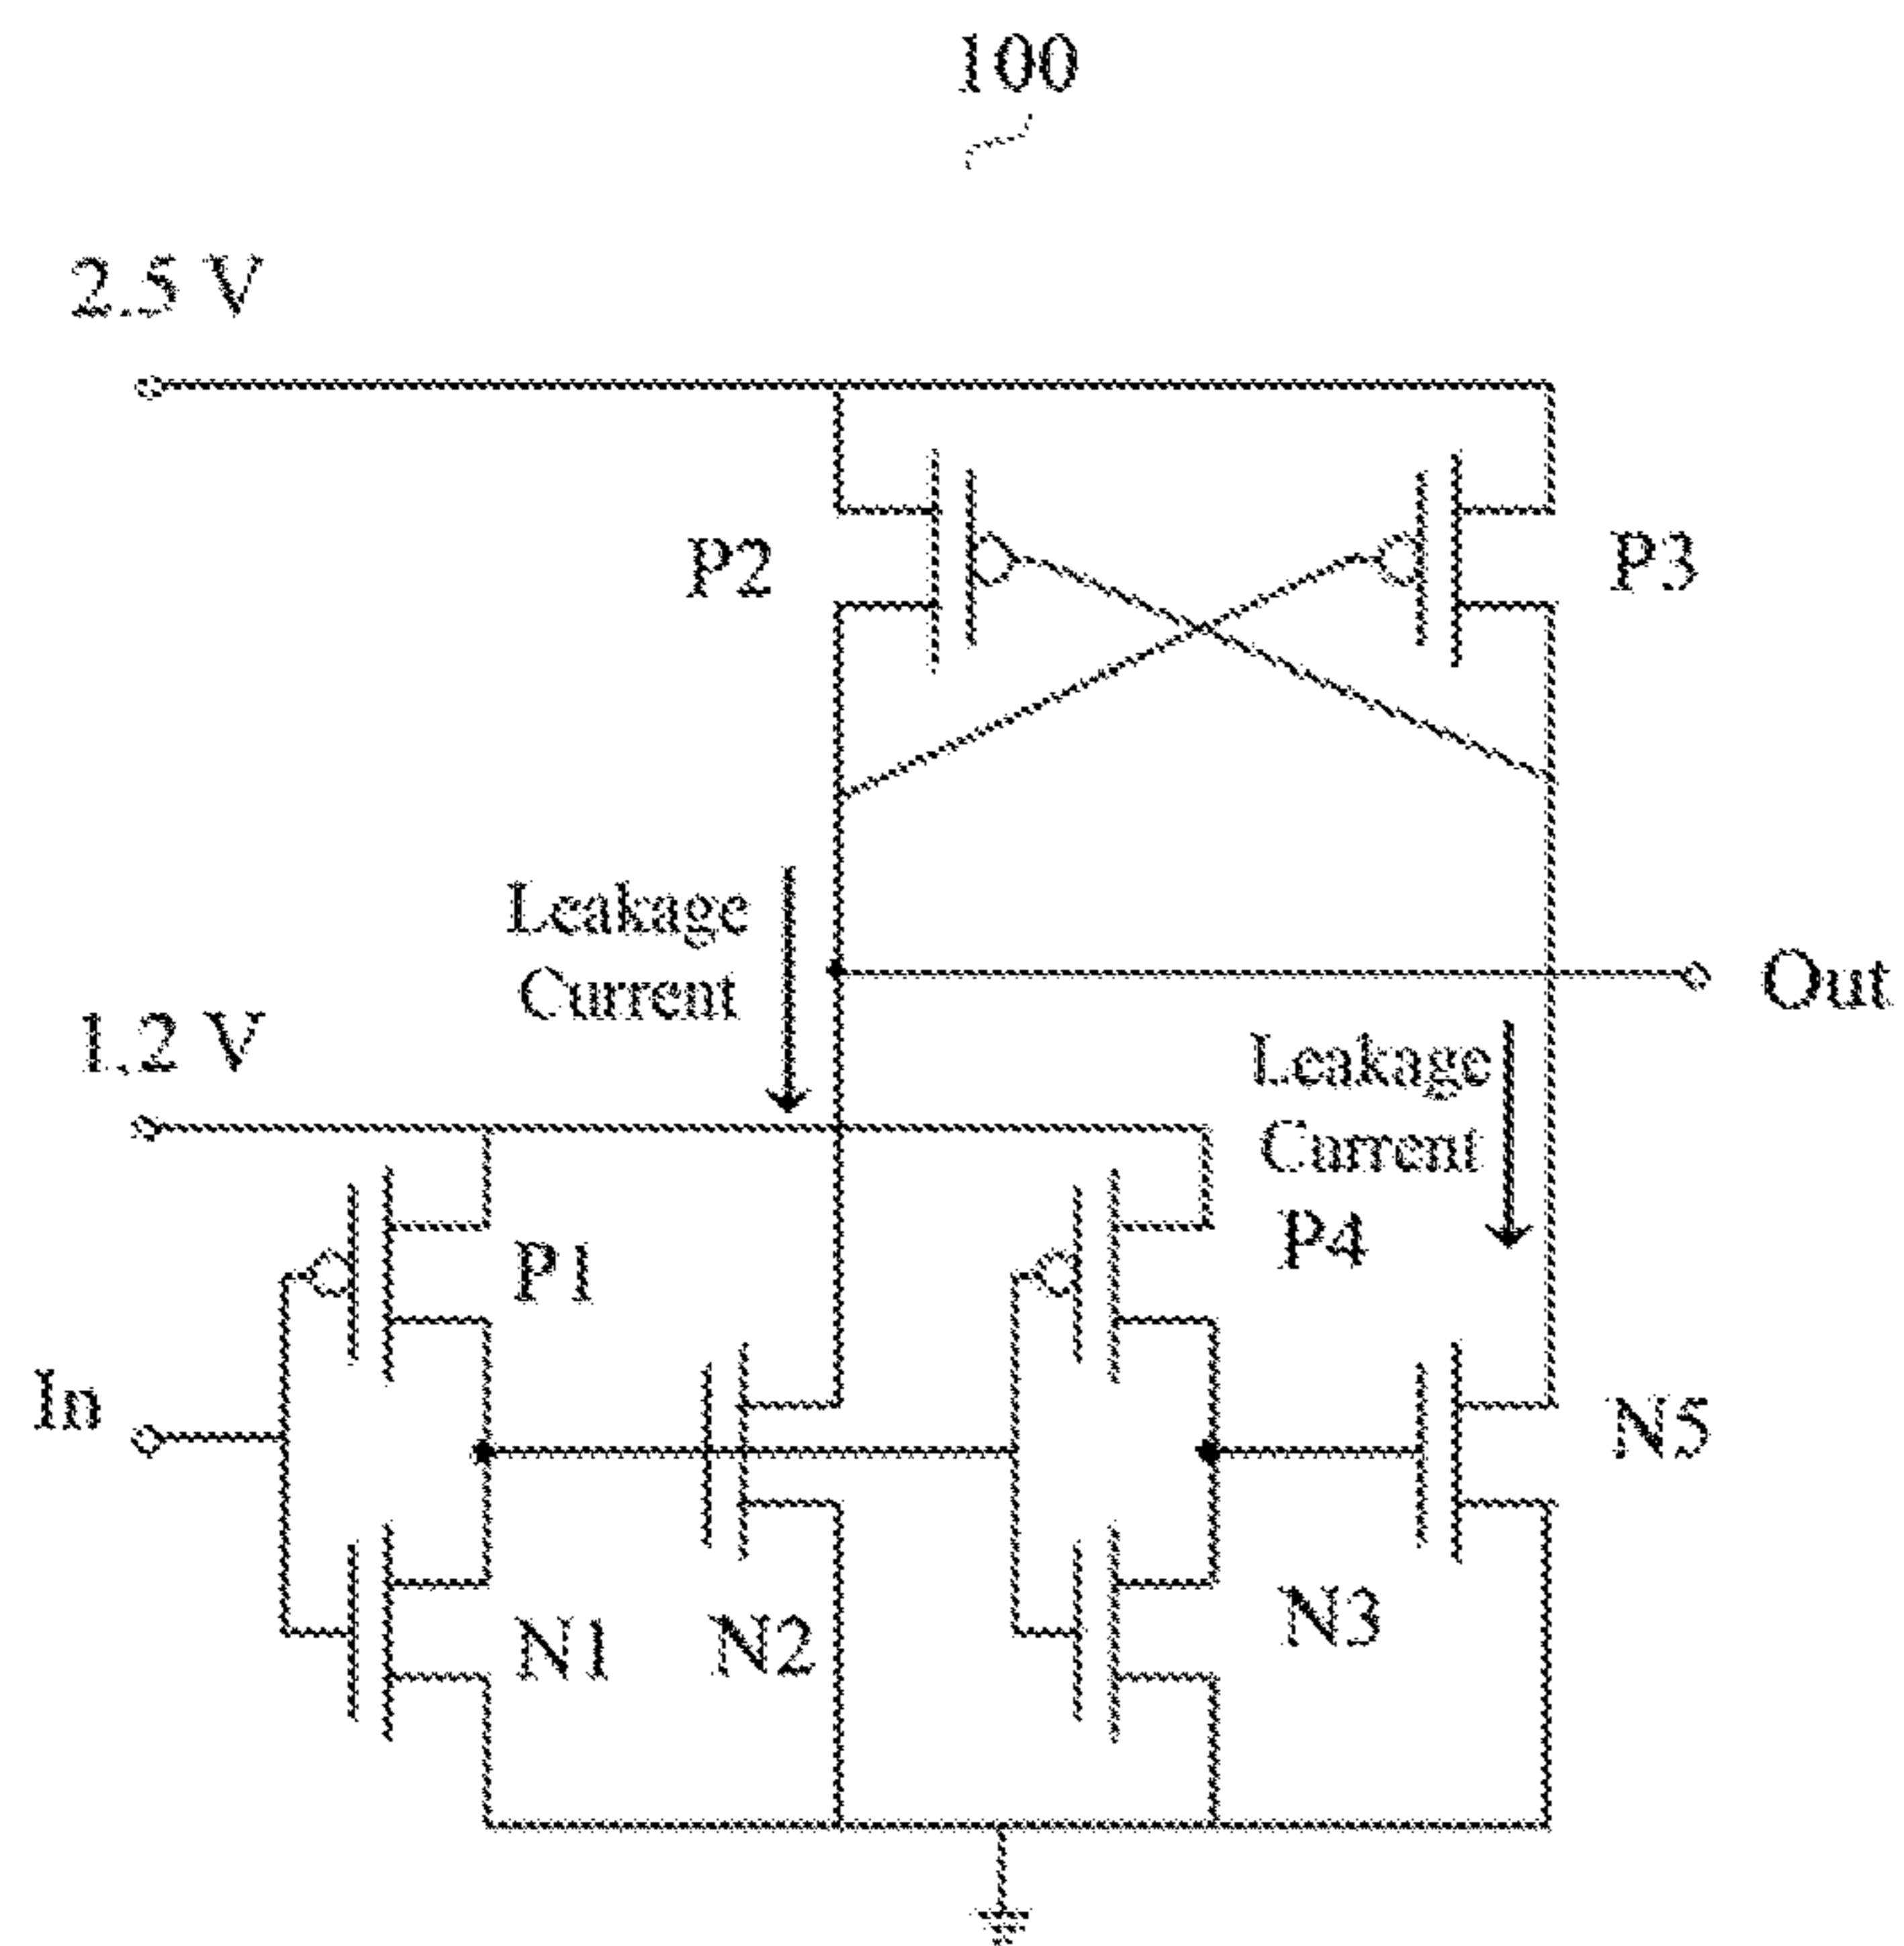 100
2.5 V
P2
P3
Leakage
Current
Out
1.2 V
Leakage
Current
P1
P4
In
N5
N1
N2
N3